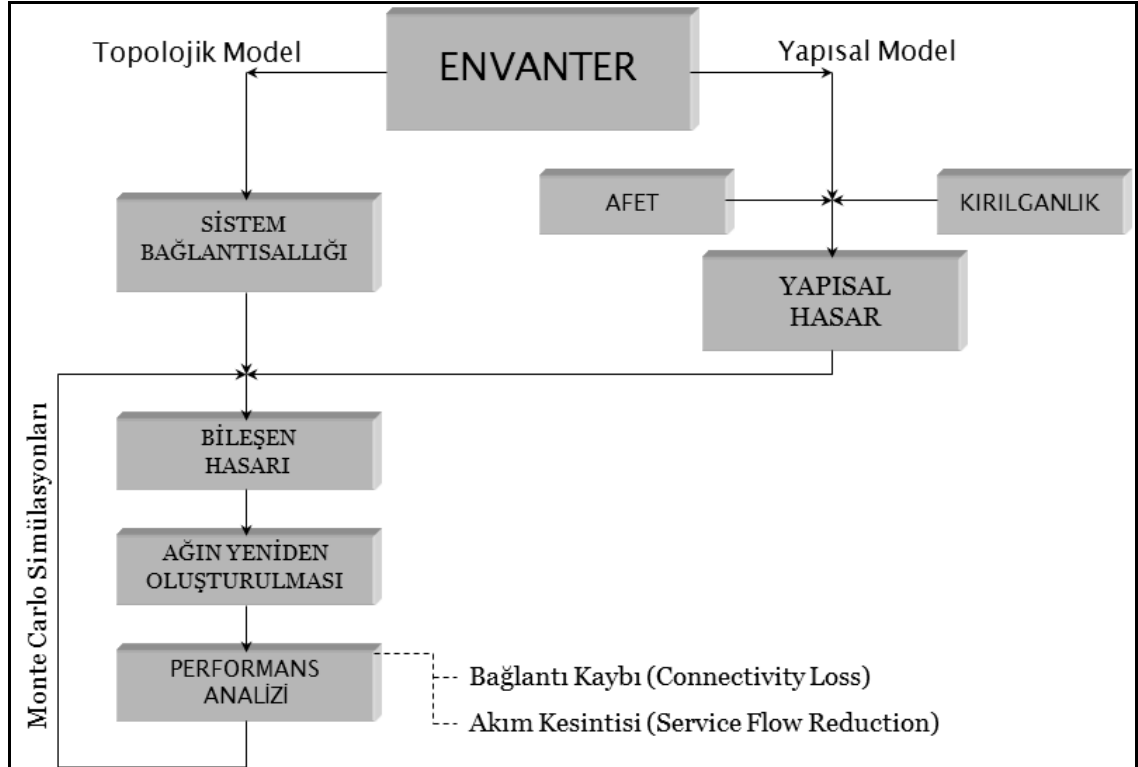 Topolojik Model
ENVANTER
Yapısal Model
AFET
KIRILGANLIK
SİSTEM
BAĞLANTISALLIĞI
YAPISAL
HASAR
Monte Carlo Simülasyonları
BİLEŞEN
HASARI
AĞIN YENİDEN
OLUŞTURULMASI
PERFORMANS
ANALİZİ
Bağlantı Kaybı (Connectivity Loss)
Akım Kesintisi (Service Flow Reduction)